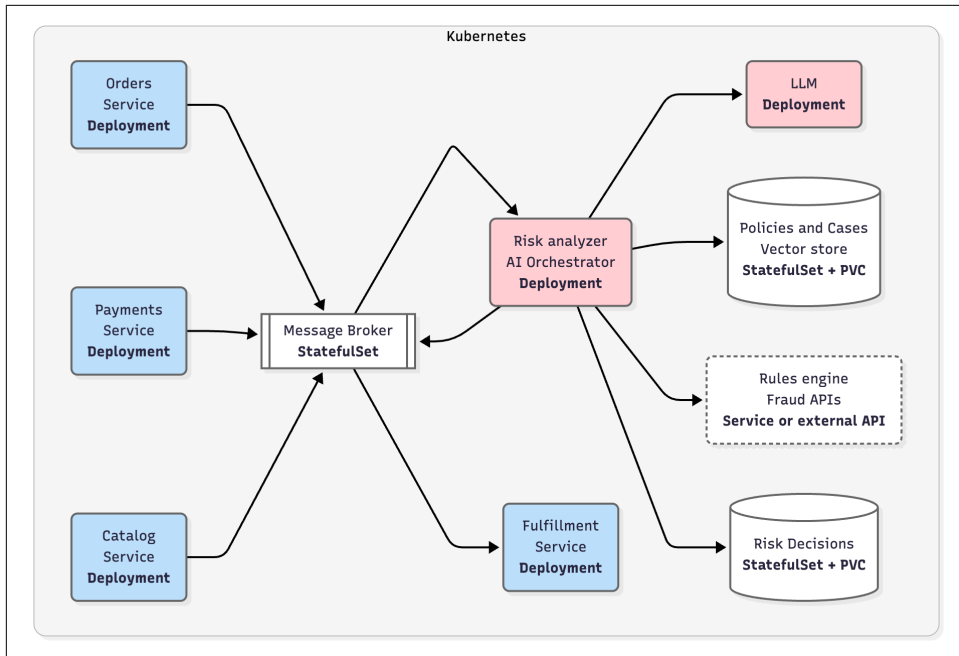 Kubernetes
Orders
Service
Deployment
LLM
Deployment
Policies and Cases
Vector store
StatefulSet + PVC
Risk analyzer
AI Orchestrator
Deployment
Payments
Service
Deployment
Message Broker
StatefulSet
Rules engine
Fraud APIs
Service or external API
Catalog
Service
Deployment
Fulfillment
Service
Deployment
Risk Decisions
StatefulSet + PVC